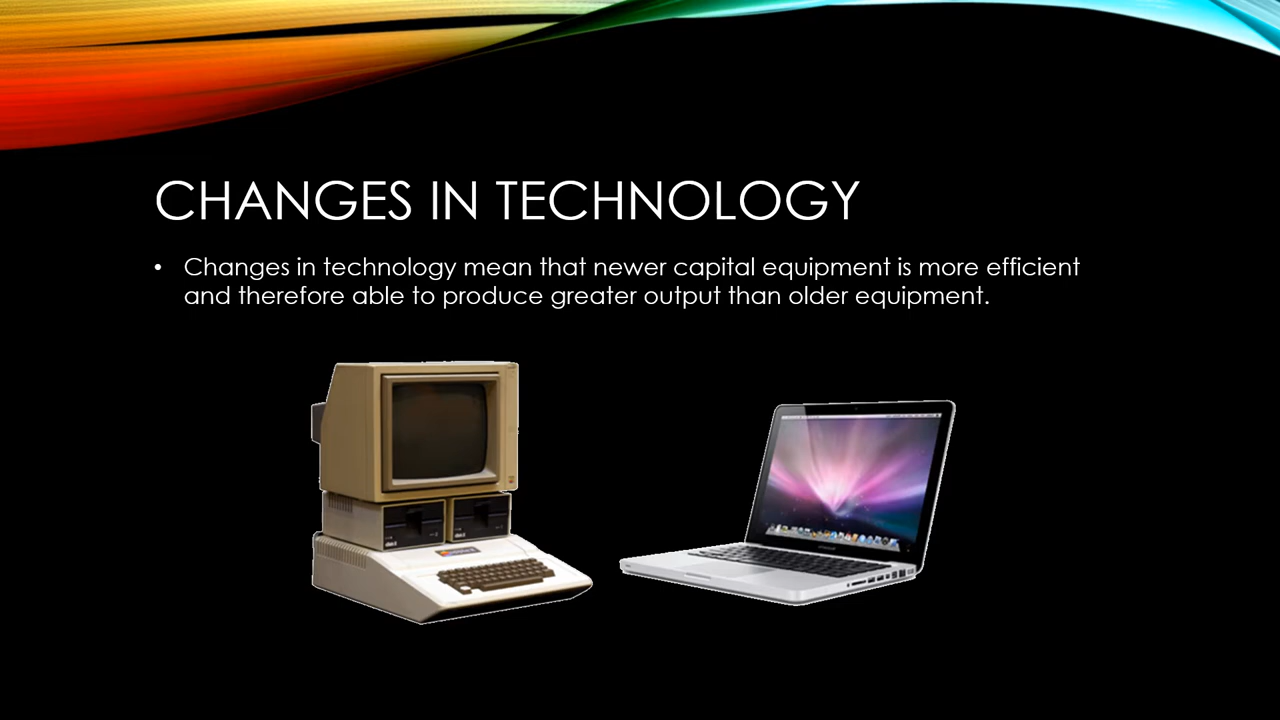 CHANGES IN TECHNOLOGY
• Changes in technology mean that newer capital equipment is more efficient
and therefore able to produce greater output than older equipment.